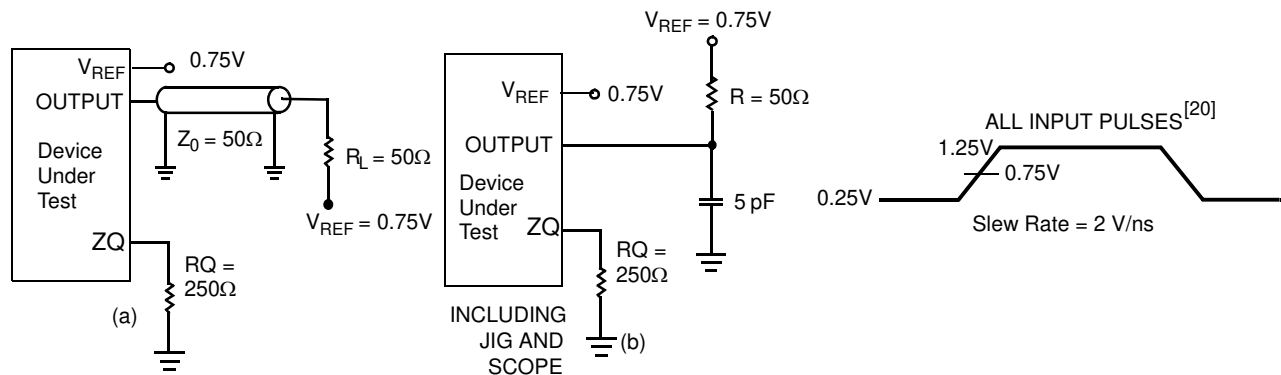 V_REF 0.75V
OUTPUT
Z_0 = 50Ω
Device
Under
Test
R_L = 50Ω
V_REF = 0.75V
ZQ
RQ =
250Ω
(a)
V_REF = 0.75V
V_REF 0.75V
R = 50Ω
OUTPUT
Device
Under
Test
5 pF
ZQ
RQ =
250Ω
INCLUDING
JIG AND
SCOPE
(b)
ALL INPUT PULSES[20]
1.25V
0.75V
0.25V
Slew Rate = 2 V/ns